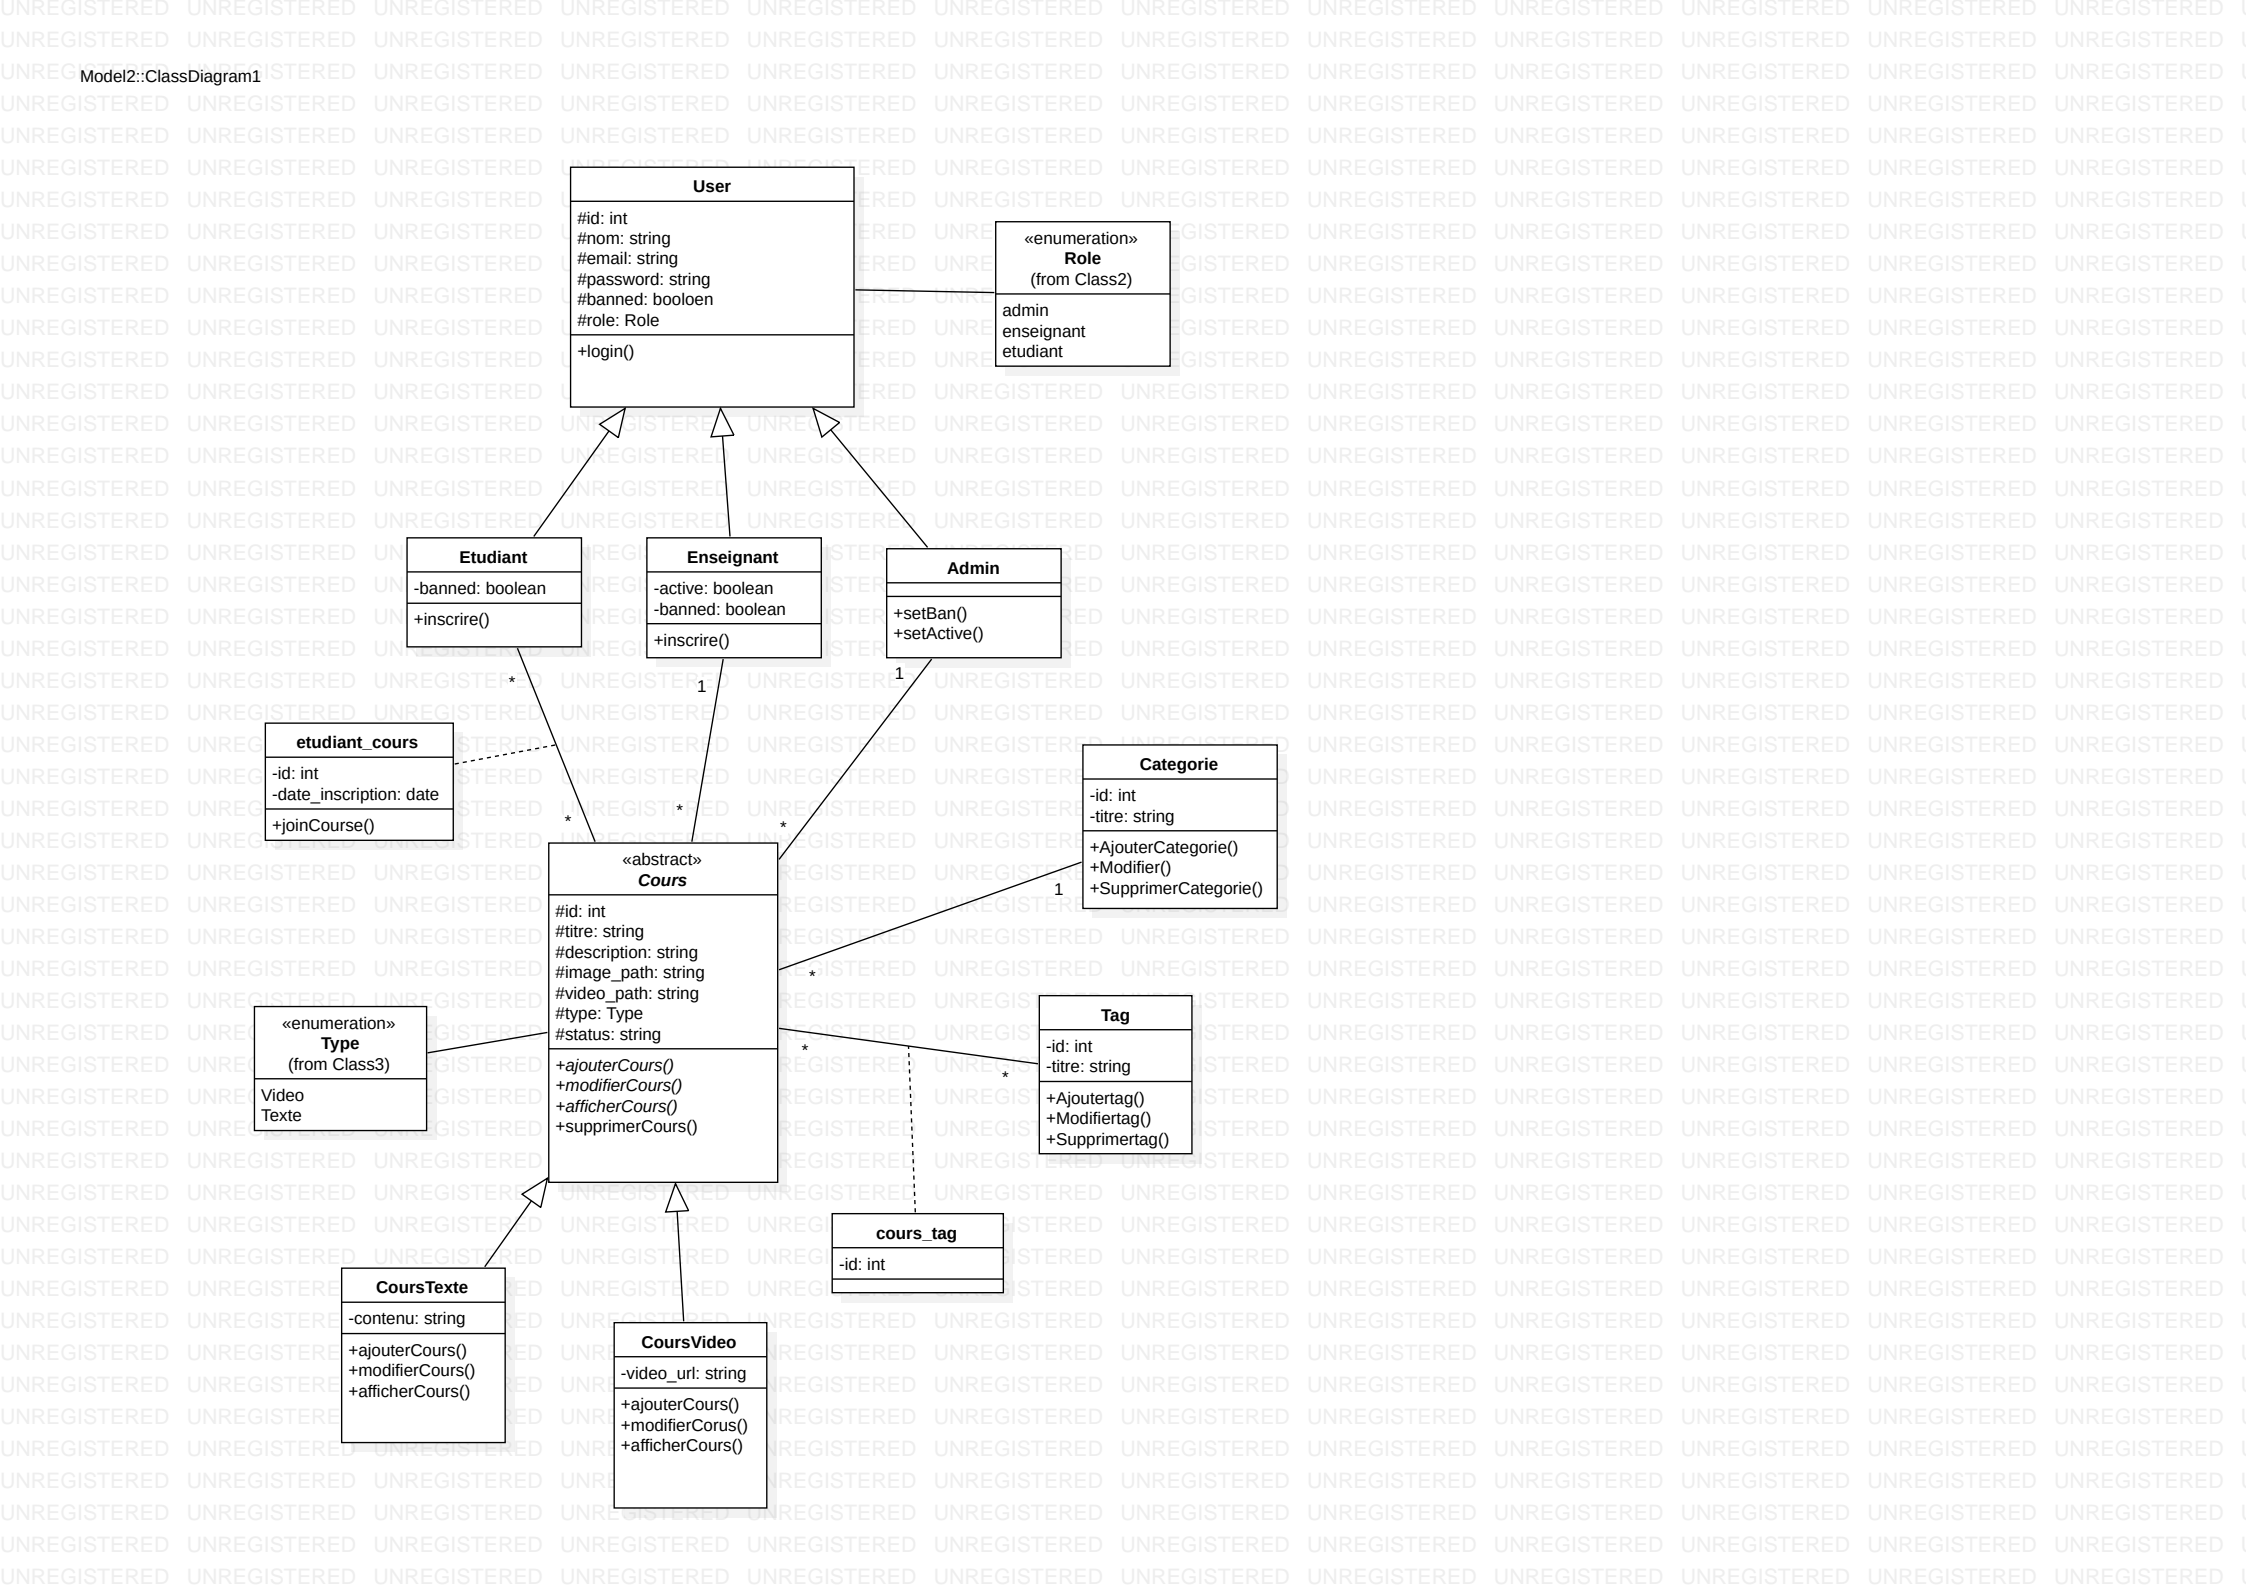 Model2::ClassDiagram1
User
#id: int
#nom: string
#email: string
#password: string
#banned: booloen
#role: Role
+login()
«enumeration»
Role
(from Class2)
admin
enseignant
etudiant
Etudiant
-banned: boolean
+inscrire()
Enseignant
-active: boolean
-banned: boolean
+inscrire()
Admin
+setBan()
+setActive()
*
1
1
etudiant_cours
-id: int
-date_inscription: date
+joinCourse()
*
*
*
Categorie
-id: int
-titre: string
+AjouterCategorie()
+Modifier()
+SupprimerCategorie()
1
*
«abstract»
Cours
#id: int
#titre: string
#description: string
#image_path: string
#video_path: string
#type: Type
#status: string
+ajouterCours()
+modifierCours()
+afficherCours()
+supprimerCours()
«enumeration»
Type
(from Class3)
Video
Texte
*
*
Tag
-id: int
-titre: string
+Ajoutertag()
+Modifiertag()
+Supprimertag()
cours_tag
-id: int
CoursTexte
-contenu: string
+ajouterCours()
+modifierCours()
+afficherCours()
CoursVideo
-video_url: string
+ajouterCours()
+modifierCorus()
+afficherCours()
UNREGISTERED